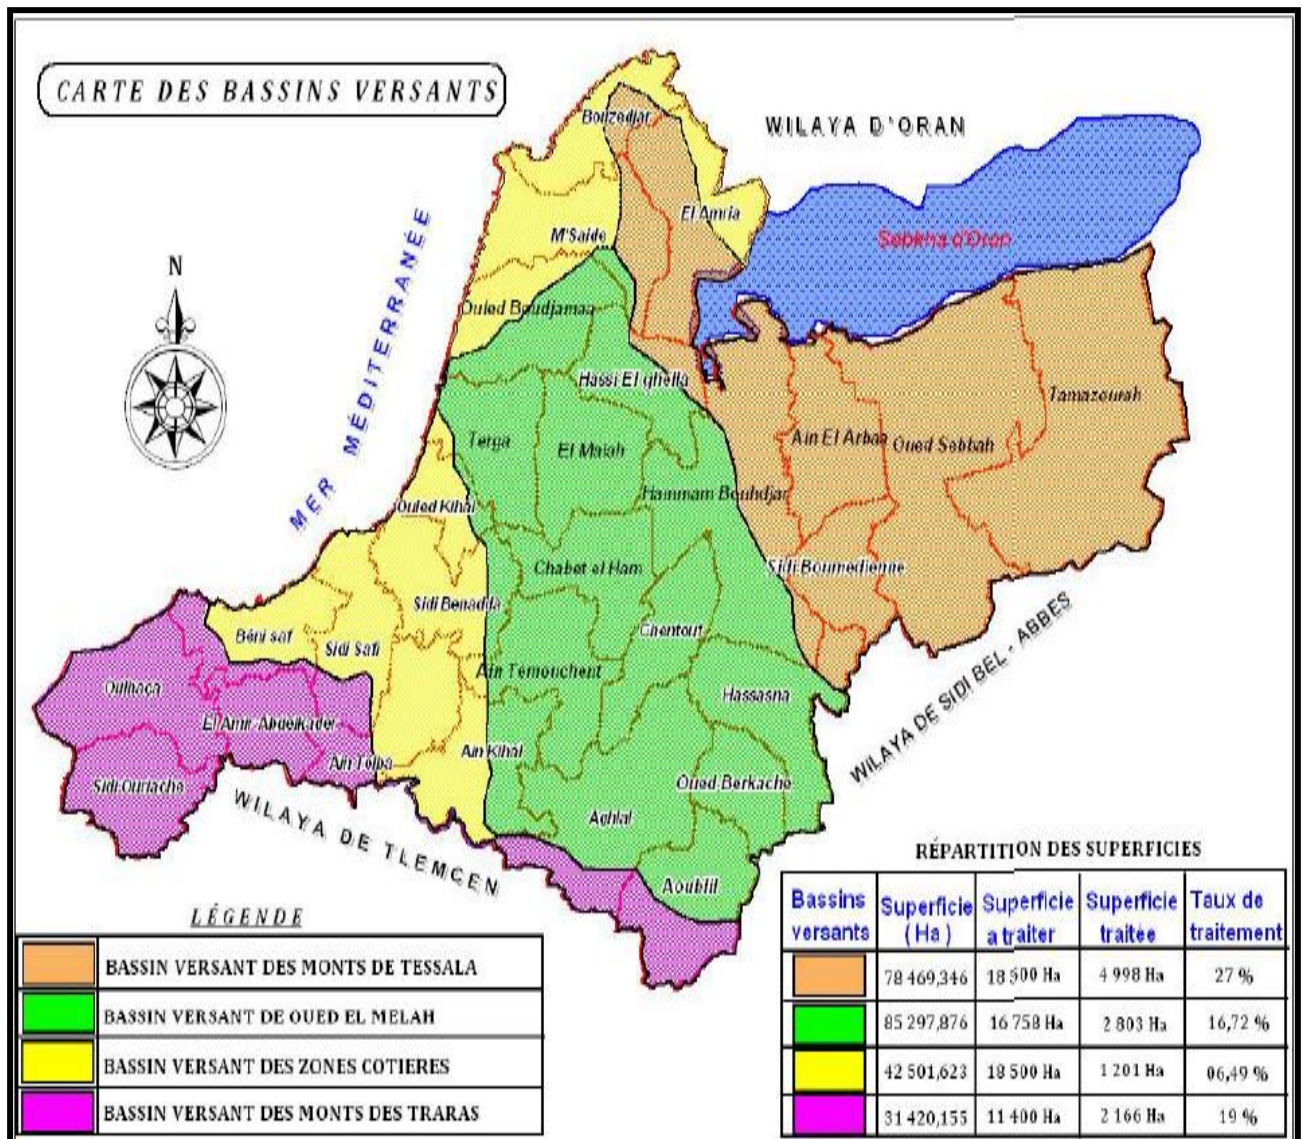 CARTE DES BASSINS VERSANTS
WILAYA D'ORAN
Bouzedjar
El Amria
M'Saide
Sebkha d'Oran
MER MÉDITERRANÉE
N
Ouled Boudjamaa
Hassi El ghella
Tamazourah
Terga
El Malah
Ain El Arbaa
Oued Sebbah
Hammam Bouhdjar
Ouled Kihal
Chabet el Ham
Sidi Boumedienne
Sidi Benadda
Béni saf
Sidi Safi
Chentouf
Ain Temouchent
Oulhaça
Hassasna
El Amir Abdelkader
Ain Kihal
Ain Tolba
Sidi Ouriache
Oued Berkache
Aghlal
Aoublil
WILAYA DE SIDI BEL - ABBES
WILAYA DE TLEMCEN
LÉGENDE
BASSIN VERSANT DES MONTS DE TESSALA
BASSIN VERSANT DE OUED EL MELAH
BASSIN VERSANT DES ZONES COTIERES
BASSIN VERSANT DES MONTS DES TRARAS
RÉPARTITION DES SUPERFICIES
Bassins versants Superficie (Ha) Superficie a traiter Superficie traitée Taux de traitement
78 469,346 18 500 Ha 4 998 Ha 27 %
85 297,876 16 758 Ha 2 803 Ha 16,72 %
42 501,623 18 500 Ha 1 201 Ha 06,49 %
31 420,155 11 400 Ha 2 166 Ha 19 %